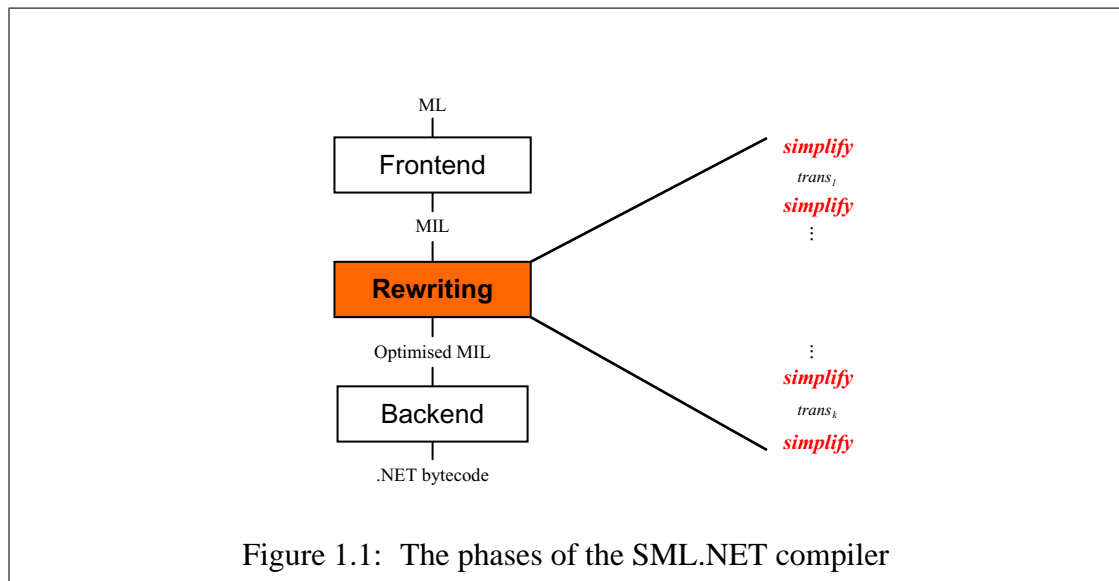 ML
Frontend
MIL
Rewriting
Optimised MIL
Backend
.NET bytecode
simplify
trans₁
simplify
⋮
⋮
simplify
transₖ
simplify
Figure 1.1: The phases of the SML.NET compiler